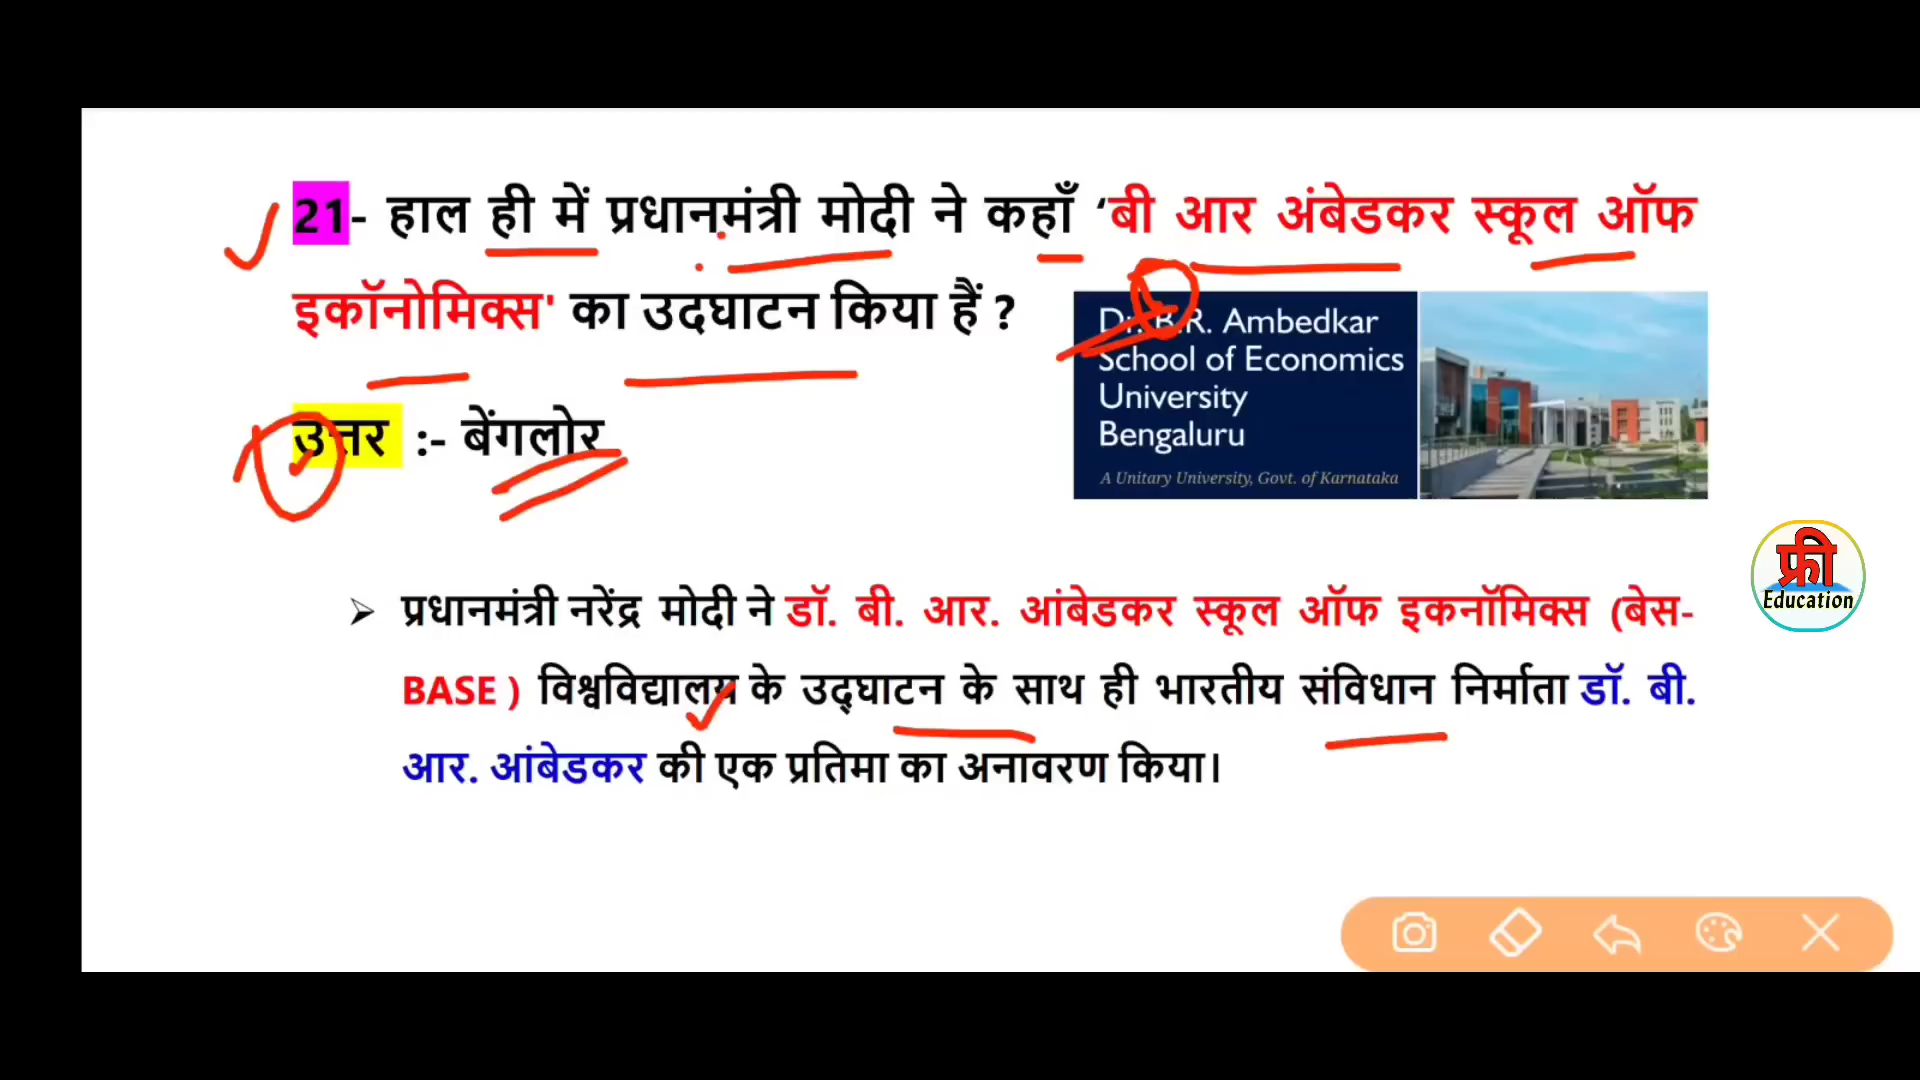 21- हाल ही में प्रधानमंत्री मोदी ने कहाँ ‘बी आर अंबेडकर स्कूल ऑफ
इकॉनोमिक्स' का उदघाटन किया हैं ?
Dr. B.R. Ambedkar
School of Economics
University
Bengaluru
A Unitary University, Govt. of Karnataka
उत्तर :- बेंगलोर
फ्री
Education
➢ प्रधानमंत्री नरेंद्र मोदी ने डॉ. बी. आर. आंबेडकर स्कूल ऑफ इकनॉमिक्स (बेस-
BASE ) विश्वविद्यालय के उद्घाटन के साथ ही भारतीय संविधान निर्माता डॉ. बी.
आर. आंबेडकर की एक प्रतिमा का अनावरण किया।